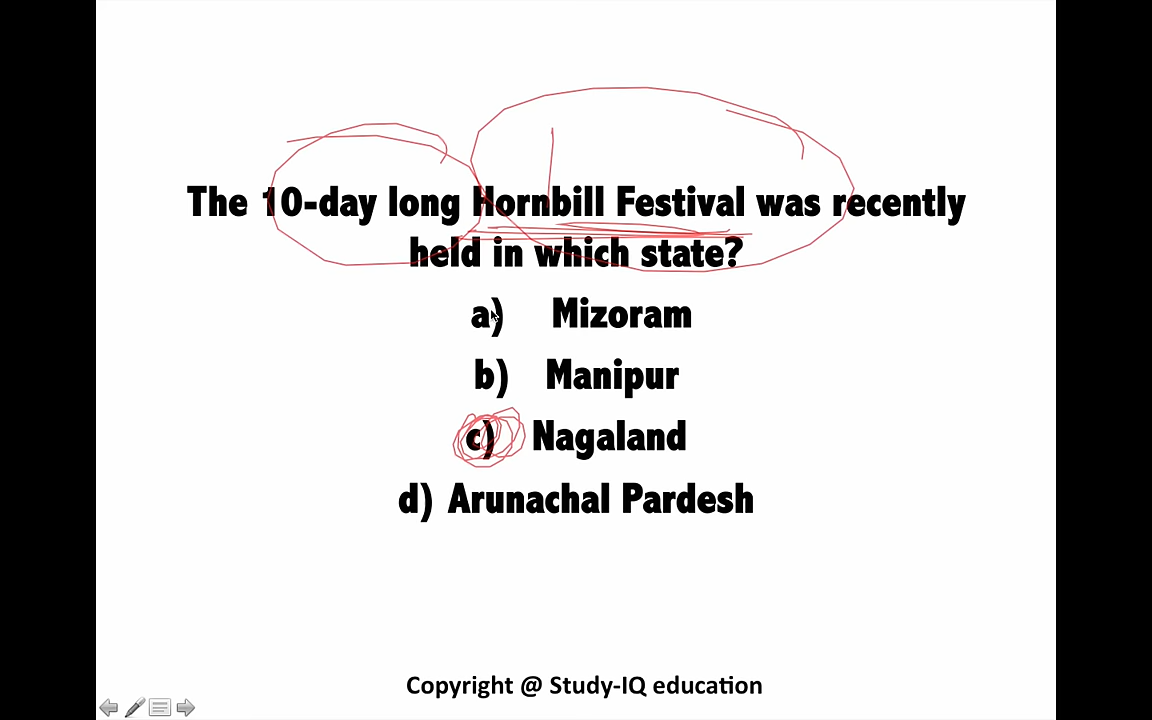 The 10-day long Hornbill Festival was recently
held in which state?
a) Mizoram
b) Manipur
c) Nagaland
d) Arunachal Pardesh
Copyright @ Study-IQ education